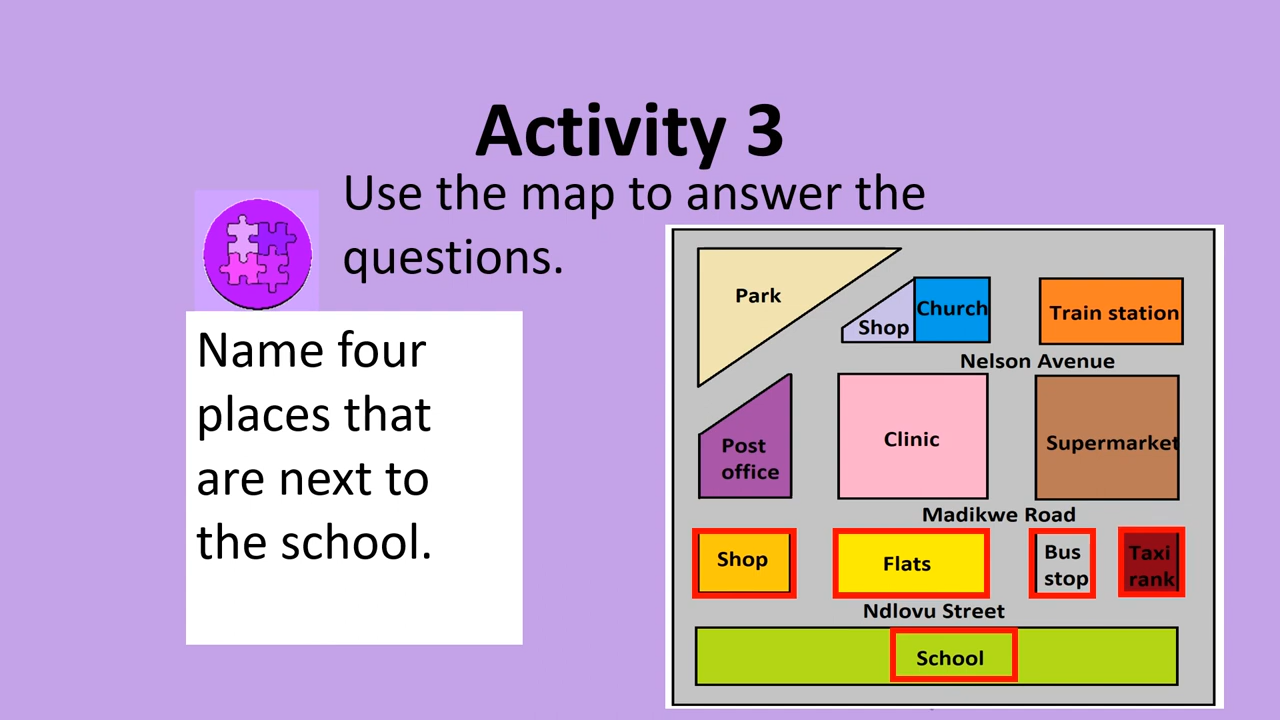 Activity 3
Use the map to answer the
questions.
Name four
places that
are next to
the school.
Park
Shop
Church
Train station
Nelson Avenue
Post
office
Clinic
Supermarket
Madikwe Road
Shop
Flats
Bus
stop
Taxi
rank
Ndlovu Street
School